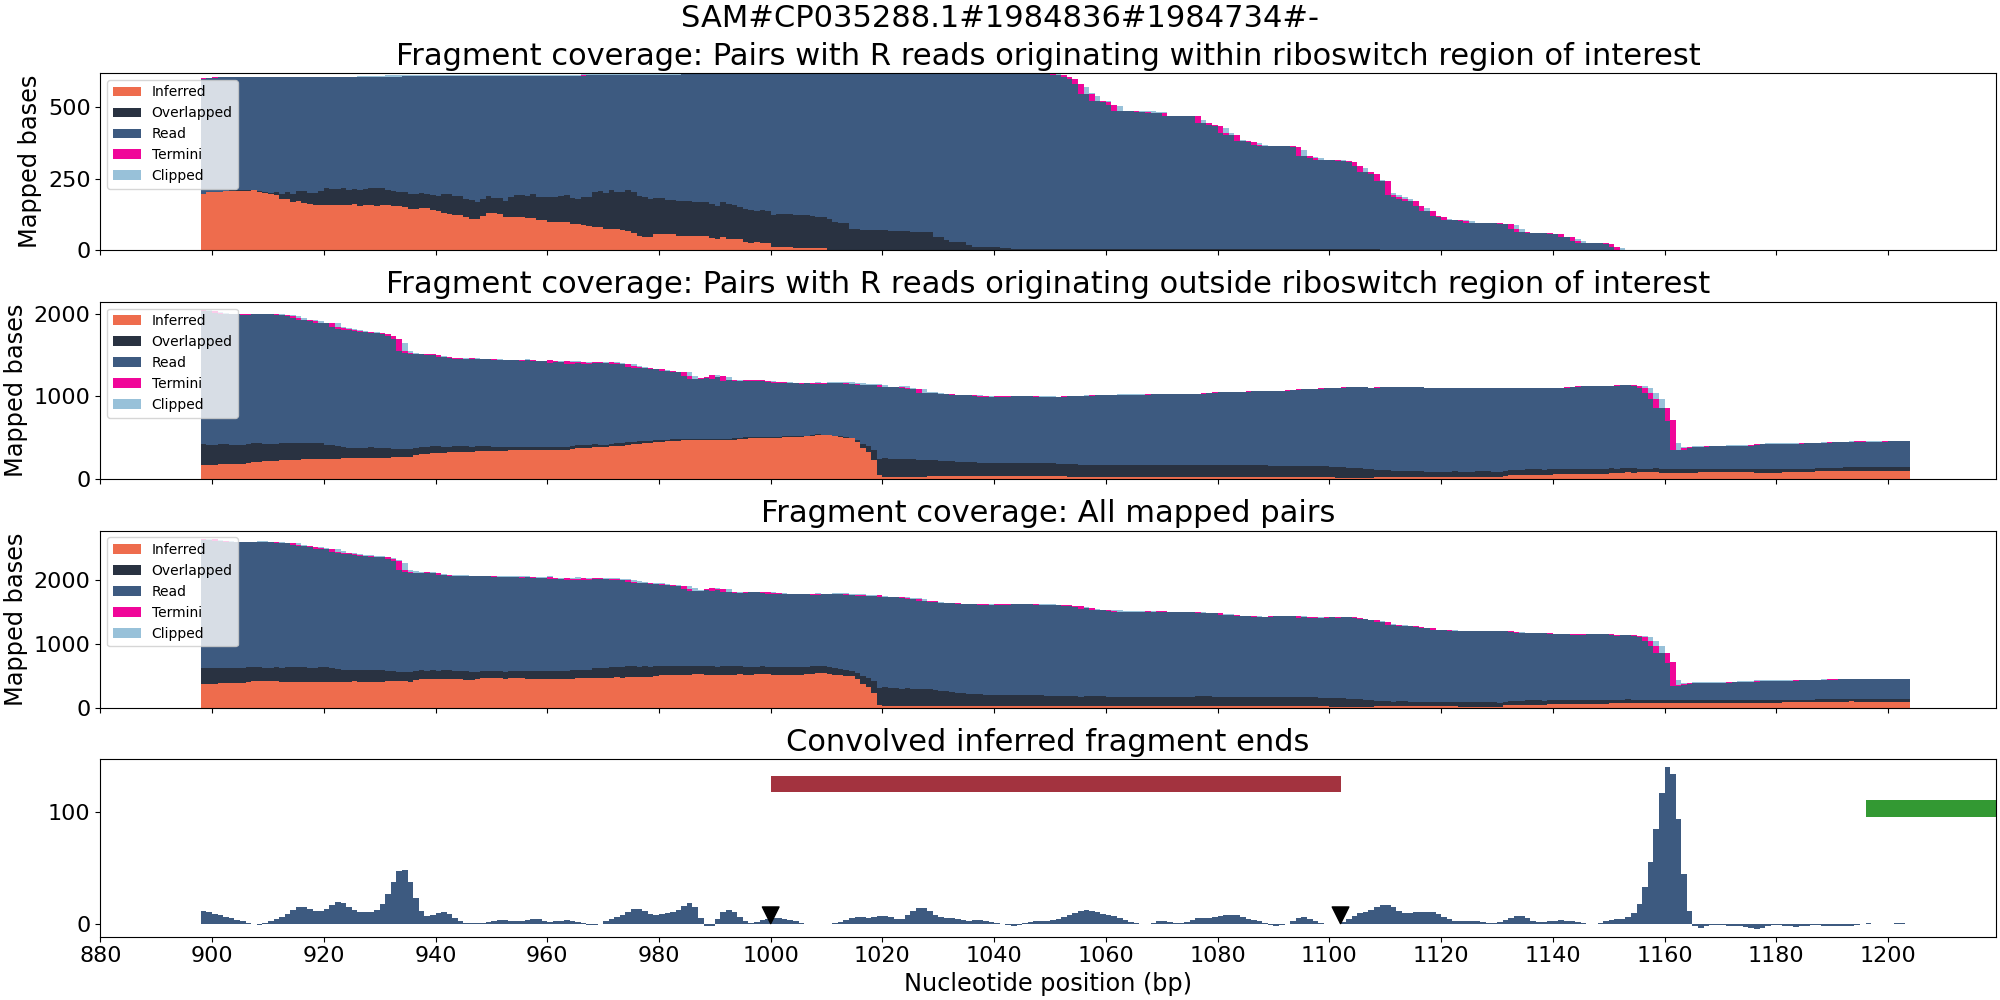 SAM#CP035288.1#1984836#1984734#-
Fragment coverage: Pairs with R reads originating within riboswitch region of interest
Mapped bases
500
250
0
Inferred
Overlapped
Read
Termini
Clipped
Fragment coverage: Pairs with R reads originating outside riboswitch region of interest
Mapped bases
2000
1000
0
Inferred
Overlapped
Read
Termini
Clipped
Fragment coverage: All mapped pairs
Mapped bases
2000
1000
0
Inferred
Overlapped
Read
Termini
Clipped
Convolved inferred fragment ends
100
0
880 900 920 940 960 980 1000 1020 1040 1060 1080 1100 1120 1140 1160 1180 1200
Nucleotide position (bp)